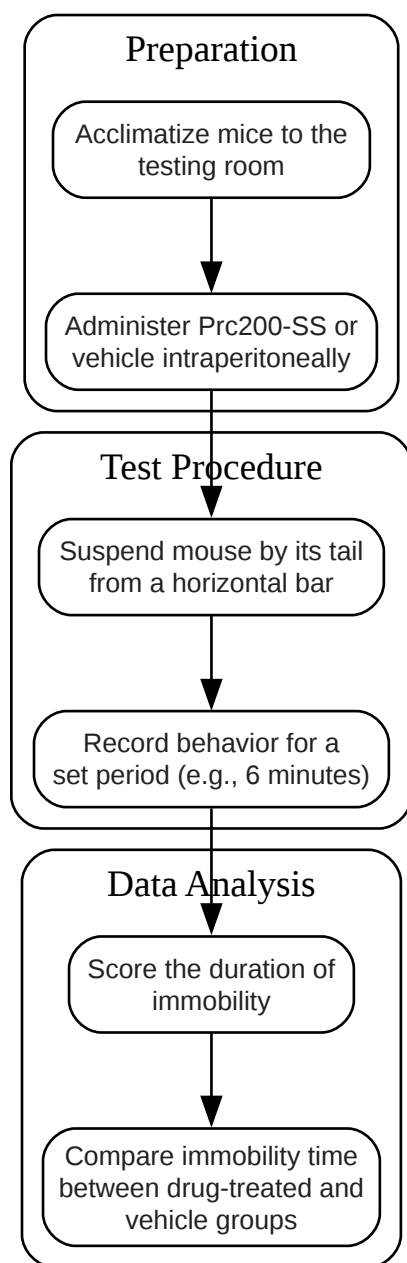 Preparation
Acclimatize mice to the
testing room
Administer Prc200-SS or
vehicle intraperitoneally
Test Procedure
Suspend mouse by its tail
from a horizontal bar
Record behavior for a
set period (e.g., 6 minutes)
Data Analysis
Score the duration of
immobility
Compare immobility time
between drug-treated and
vehicle groups